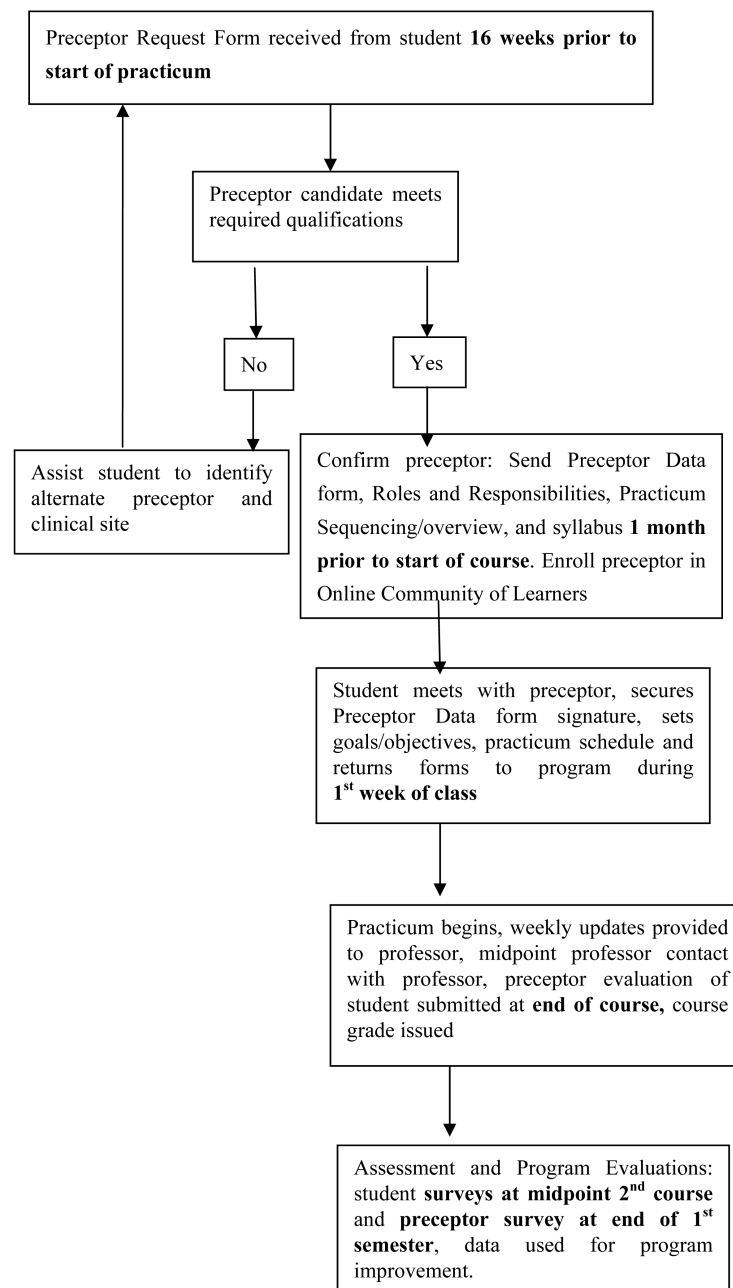 Preceptor Request Form received from student 16 weeks prior to
start of practicum
Preceptor candidate meets
required qualifications
No
Yes
Assist student to identify
alternate preceptor and
clinical site
Confirm preceptor: Send Preceptor Data
form, Roles and Responsibilities, Practicum
Sequencing/overview, and syllabus 1 month
prior to start of course. Enroll preceptor in
Online Community of Learners
Student meets with preceptor, secures
Preceptor Data form signature, sets
goals/objectives, practicum schedule and
returns forms to program during
1st week of class
Practicum begins, weekly updates provided
to professor, midpoint professor contact
with professor, preceptor evaluation of
student submitted at end of course, course
grade issued
Assessment and Program Evaluations:
student surveys at midpoint 2nd course
and preceptor survey at end of 1st
semester, data used for program
improvement.